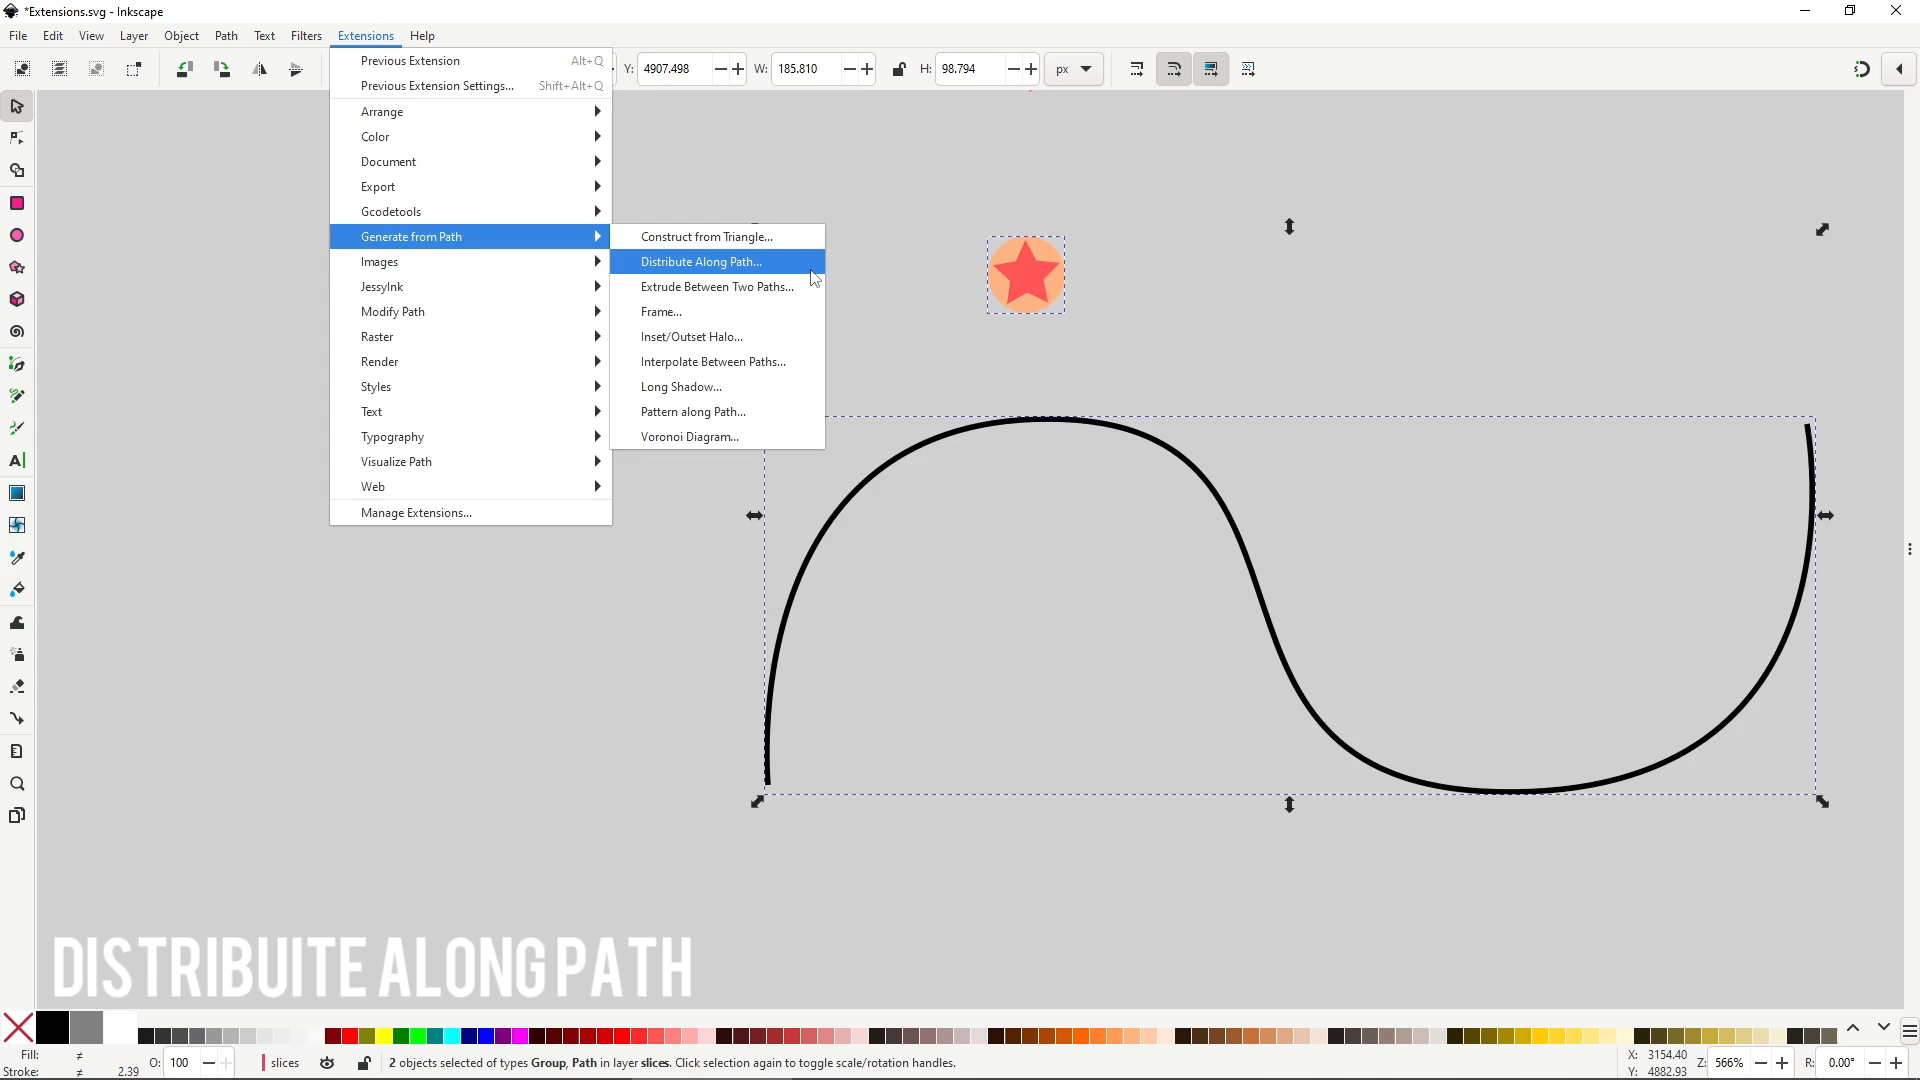 *Extensions.svg - Inkscape
File Edit View Layer Object Path Text Filters Extensions Help
Y: 4907.498 W: 185.810 H: 98.794 px
Previous Extension Alt+Q
Previous Extension Settings... Shift+Alt+Q
Arrange
Color
Document
Export
Gcodetools
Generate from Path
Images
JessyInk
Modify Path
Raster
Render
Styles
Text
Typography
Visualize Path
Web
Manage Extensions...
Construct from Triangle...
Distribute Along Path...
Extrude Between Two Paths...
Frame...
Inset/Outset Halo...
Interpolate Between Paths...
Long Shadow...
Pattern along Path...
Voronoi Diagram...
DISTRIBUITE ALONG PATH
Fill: ≠ O: 100 slices 2 objects selected of types Group, Path in layer slices. Click selection again to toggle scale/rotation handles. X: 3154.40 Z: 566% R: 0.00°
Stroke: ≠ 2.39 Y: 4882.93